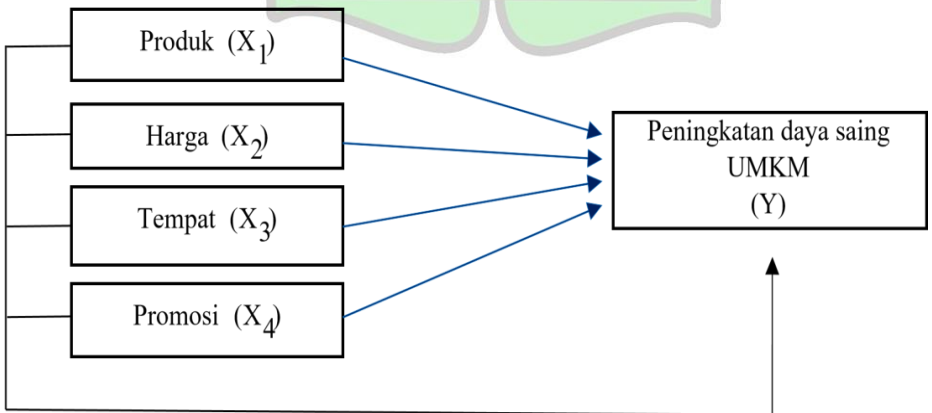 Produk (X1)
Harga (X2)
Tempat (X3)
Promosi (X4)
Peningkatan daya saing
UMKM
(Y)